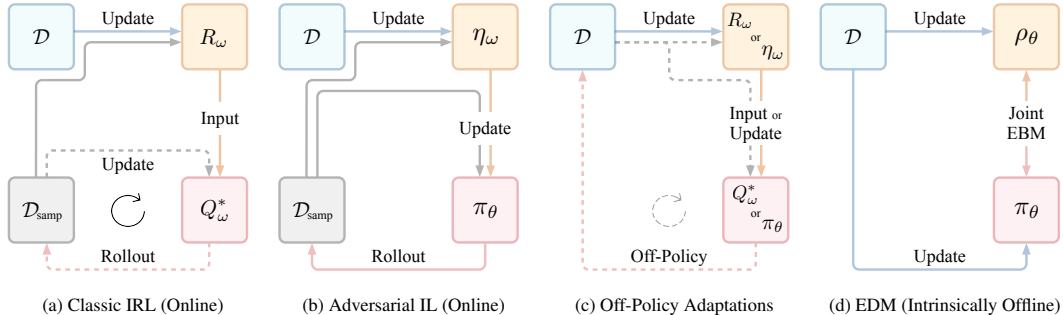 𝒟
Update
R_ω
Input
Update
𝒟_samp
Q*_ω
Rollout
(a) Classic IRL (Online)
𝒟
Update
η_ω
Update
𝒟_samp
π_θ
Rollout
(b) Adversarial IL (Online)
𝒟
Update
R_ω
or
η_ω
Input or
Update
Q*_ω
or
π_θ
Off-Policy
(c) Off-Policy Adaptations
𝒟
Update
ρ_θ
Joint
EBM
π_θ
Update
(d) EDM (Intrinsically Offline)